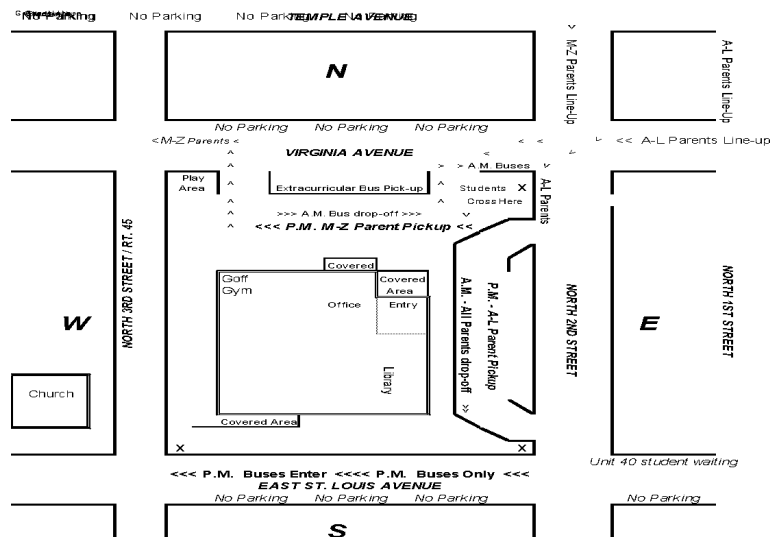 No Parking No Parking No Parking
TEMPLE AVENUE
N
M-Z Parents Line-Up
A-L Parents Line-Up
No Parking No Parking No Parking
<M-Z Parents <
<< A-L Parents Line-up
VIRGINIA AVENUE
> > A.M. Buses
Play Area
Extracurricular Bus Pick-up
Students X
Cross Here
A-L Parents
>>> A.M. Bus drop-off >>>
<<< P.M. M-Z Parent Pickup <<
NORTH 3RD STREET / RT. 45
Covered
Goff Gym
Covered Area
Office
Entry
Library
A.M. - All Parents drop-off >>
P.M. - A-L Parent Pickup
NORTH 2ND STREET
NORTH 1ST STREET
W
E
Church
Covered Area
X
X
Unit 40 student waiting
<<< P.M. Buses Enter <<<< P.M. Buses Only <<<
EAST ST. LOUIS AVENUE
No Parking No Parking No Parking
No Parking
S